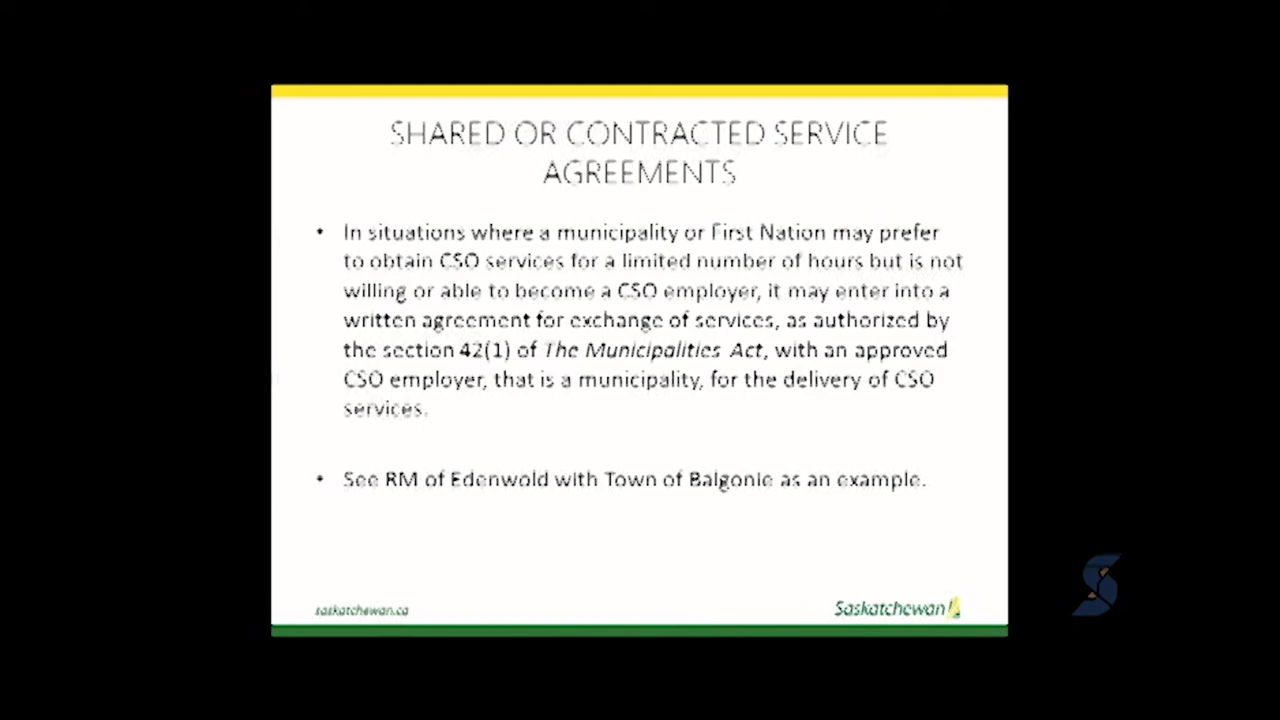 SHARED OR CONTRACTED SERVICE
AGREEMENTS
• In situations where a municipality or First Nation may prefer
to obtain CSO services for a limited number of hours but is not
willing or able to become a CSO employer, it may enter into a
written agreement for exchange of services, as authorized by
the section 42(1) of The Municipalities Act, with an approved
CSO employer, that is a municipality, for the delivery of CSO
services.
• See RM of Edenwold with Town of Balgonie as an example.
saskatchewan.ca
Saskatchewan
S